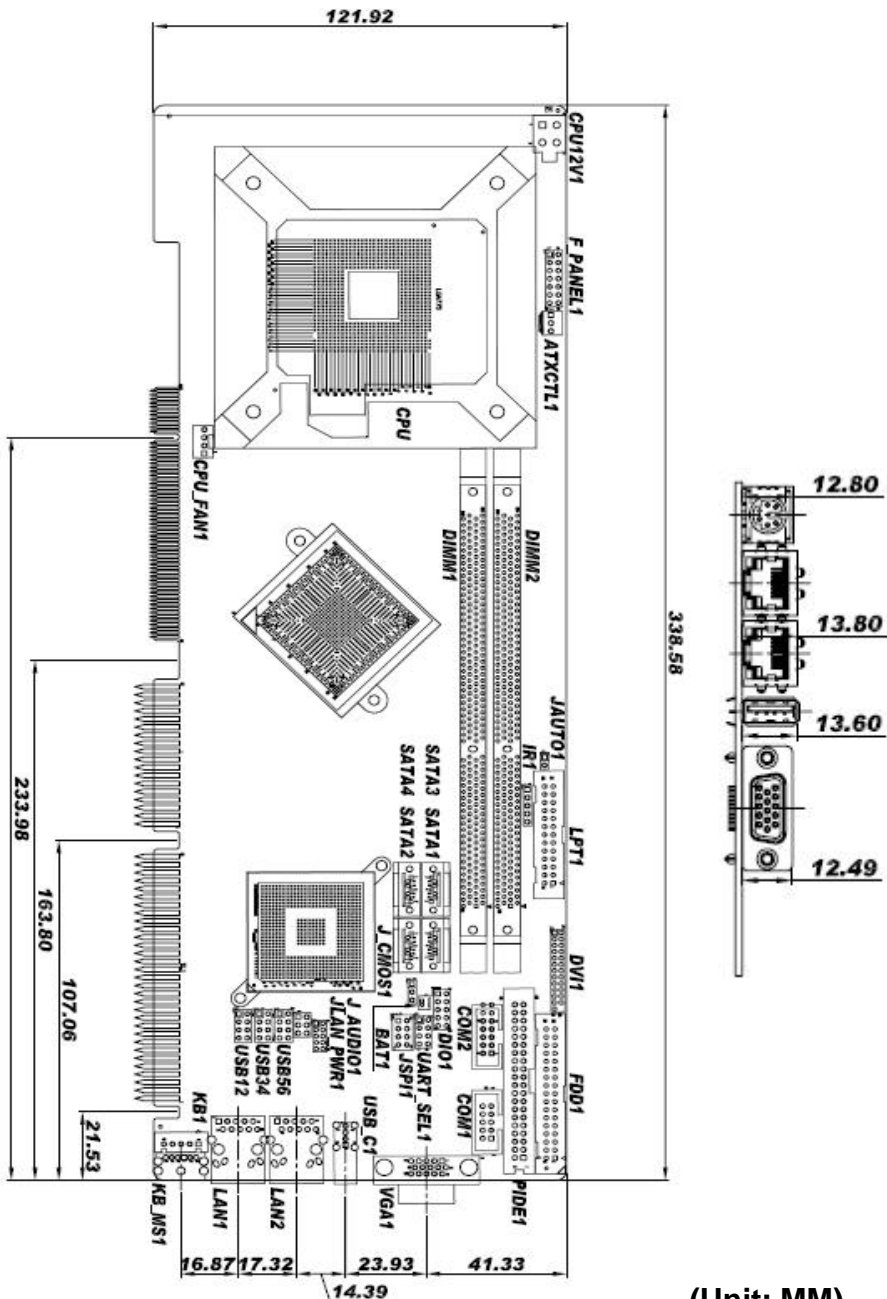 121.92
CPU12V1
F_PANEL1
ATXCTL1
CPU
CPU_FAN1
12.80
DIMM1
DIMM2
13.80
338.58
JAUTO1
IR1
13.60
SATA3
SATA4
SATA1
SATA2
LPT1
233.98
12.49
J_CMOS1
163.80
DVI1
107.06
J_AUDIO1
JLAN_PWR1
BAT1
JSPI1
UART_SEL1
DIO1
COM2
USB12
USB34
USB56
FDD1
KB1
COM1
USB_C1
21.53
KB_MS1
LAN1
LAN2
VGA1
PIDE1
16.87
17.32
23.93
41.33
14.39
(Unit: MM)